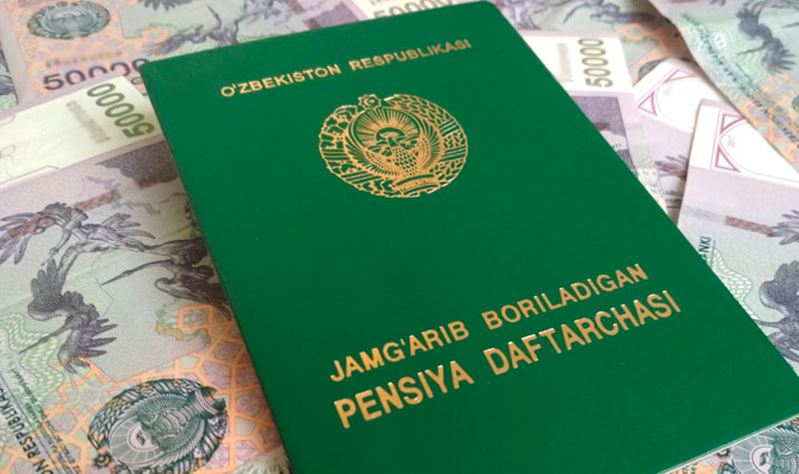 50000
50000
50000
O'ZBEKISTON RESPUBLIKASI
JAMG'ARIB BORILADIGAN
PENSIYA DAFTARCHASI